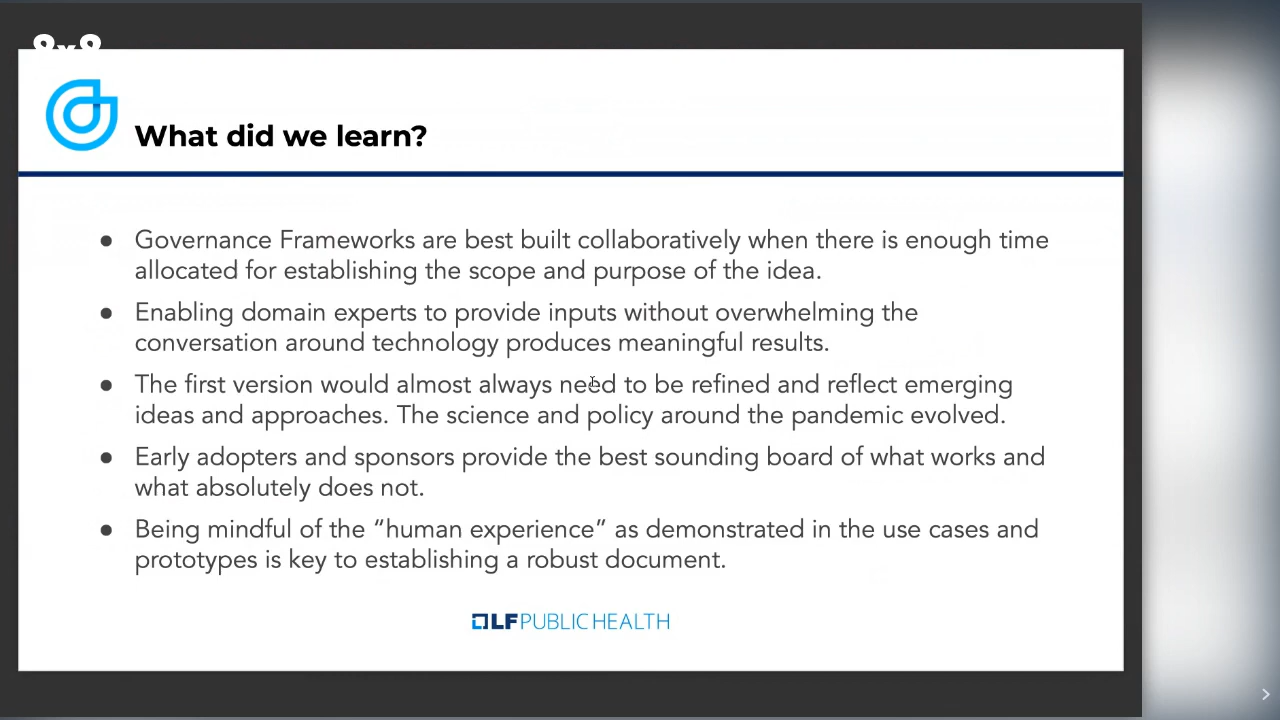 8x8
What did we learn?
● Governance Frameworks are best built collaboratively when there is enough time
allocated for establishing the scope and purpose of the idea.
● Enabling domain experts to provide inputs without overwhelming the
conversation around technology produces meaningful results.
● The first version would almost always need to be refined and reflect emerging
ideas and approaches. The science and policy around the pandemic evolved.
● Early adopters and sponsors provide the best sounding board of what works and
what absolutely does not.
● Being mindful of the “human experience” as demonstrated in the use cases and
prototypes is key to establishing a robust document.
LFPUBLICHEALTH